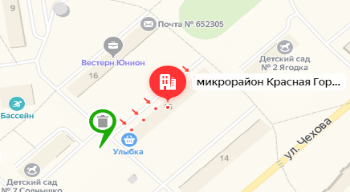 Почта № 652305
Вестерн Юнион
16
Детский сад
№ 2 Ягодка
микрорайон Красная Гор...
Бассейн
Улыбка
ул. Чехова
14
Детский сад
№ 7 Солнышко